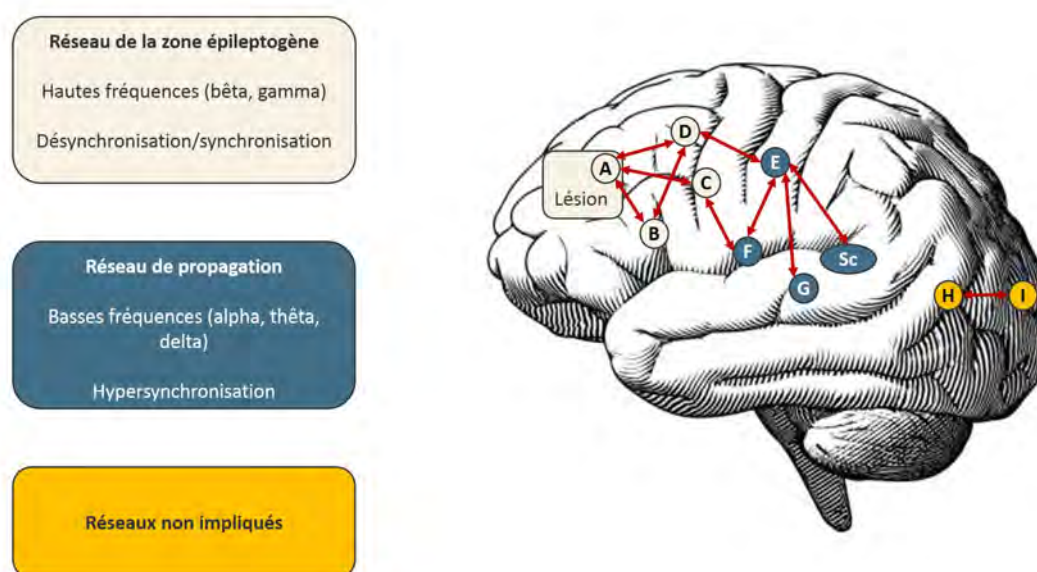 Réseau de la zone épileptogène
Hautes fréquences (bêta, gamma)
Désynchronisation/synchronisation
Réseau de propagation
Basses fréquences (alpha, thêta,
delta)
Hypersynchronisation
Réseaux non impliqués
D
A
C
Lésion
B
E
F
Sc
G
H
I